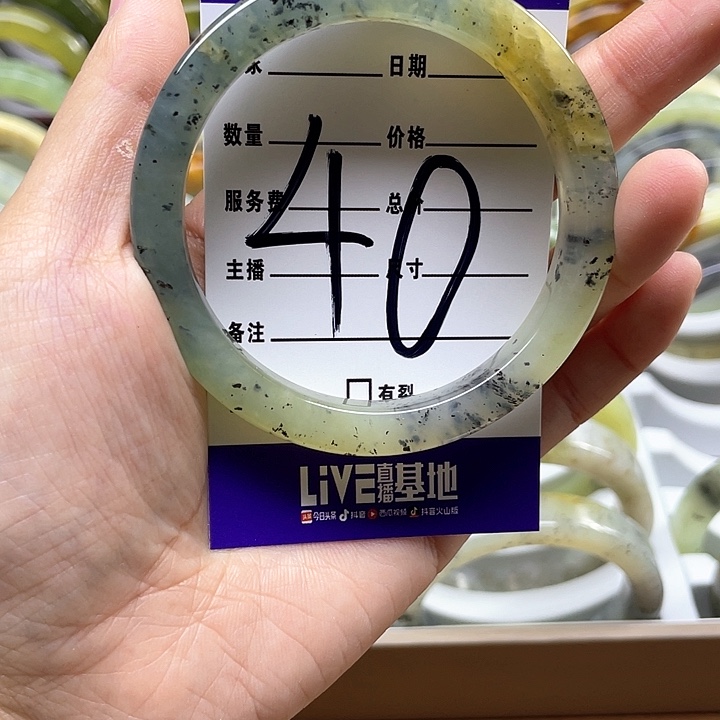 日期
数量 价格
服务费 总价
主播 尺寸
备注
40
有裂
LiVE直播基地
今日头条 抖音 西瓜视频 抖音火山版